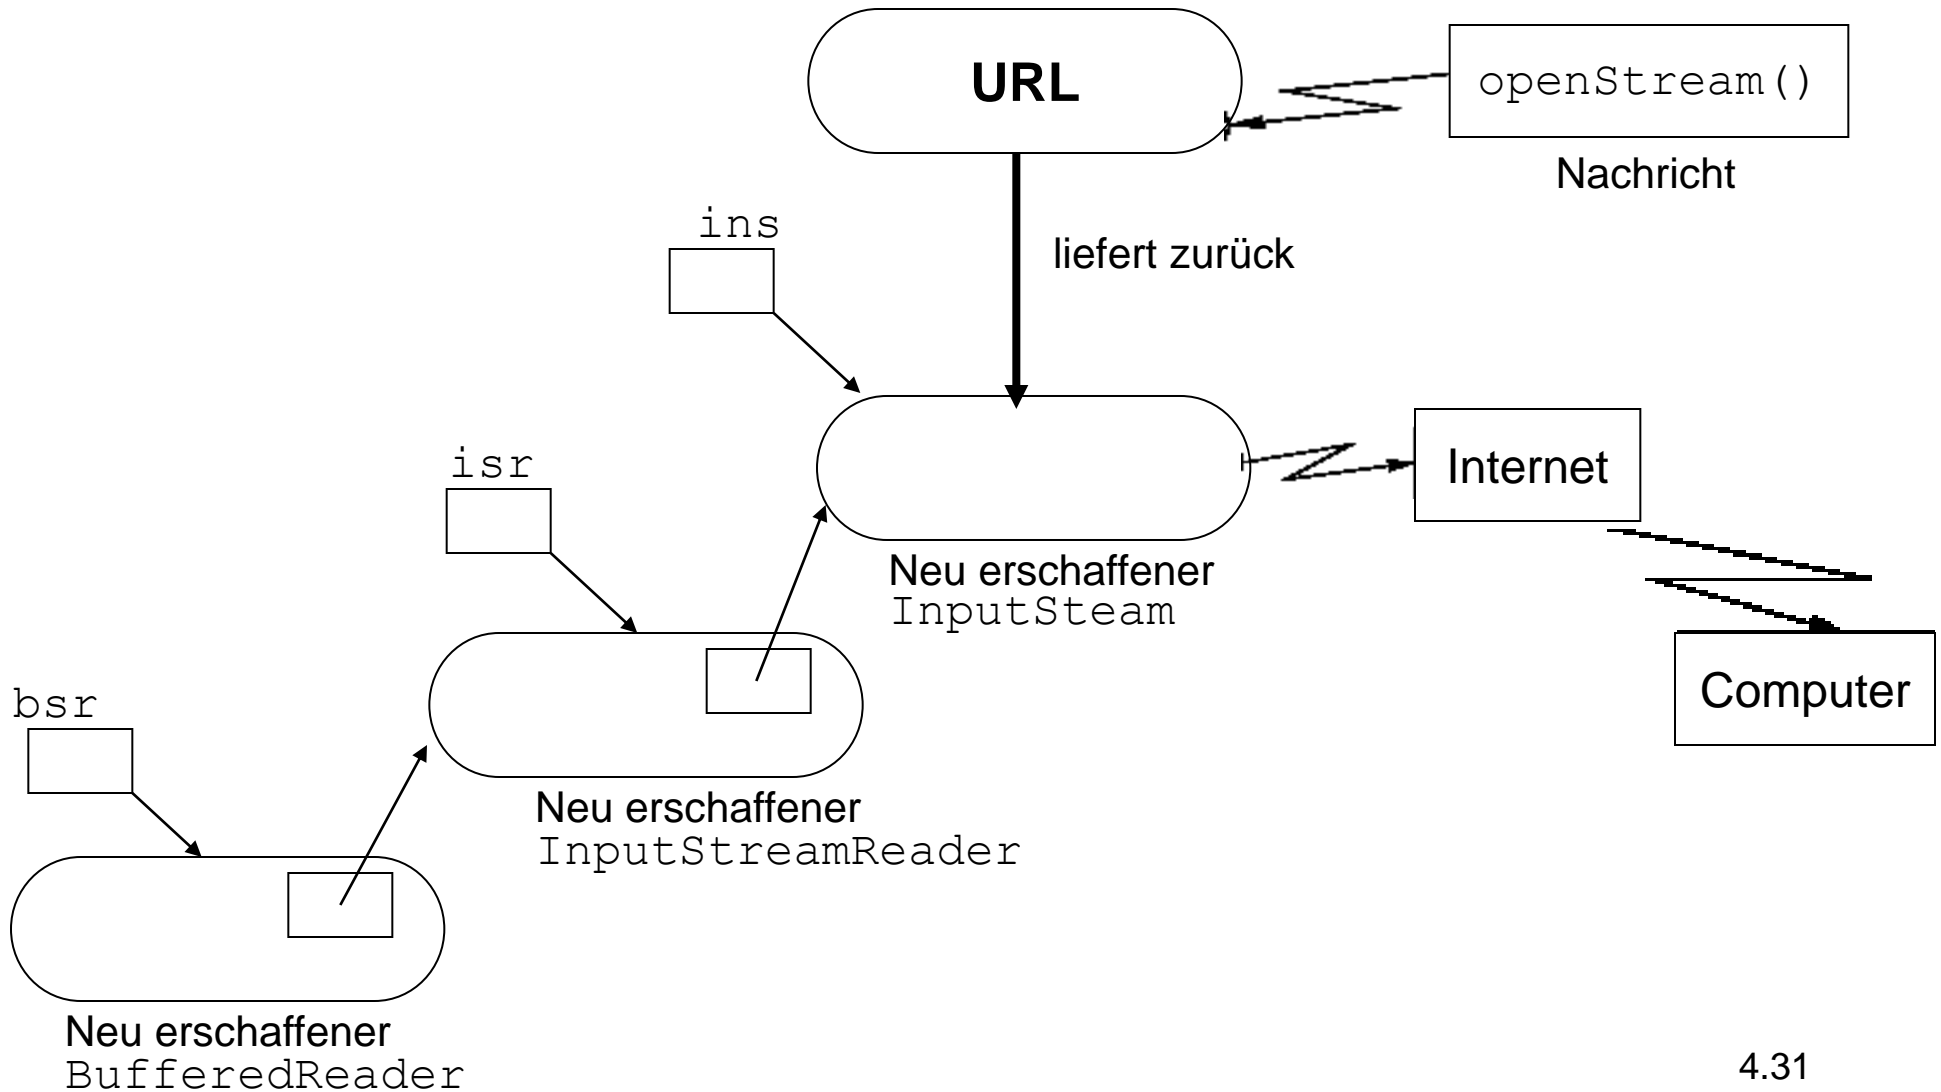 URL
openStream()
Nachricht
ins
liefert zurück
isr
Internet
Neu erschaffener
InputSteam
bsr
Computer
Neu erschaffener
InputStreamReader
Neu erschaffener
BufferedReader
4.31